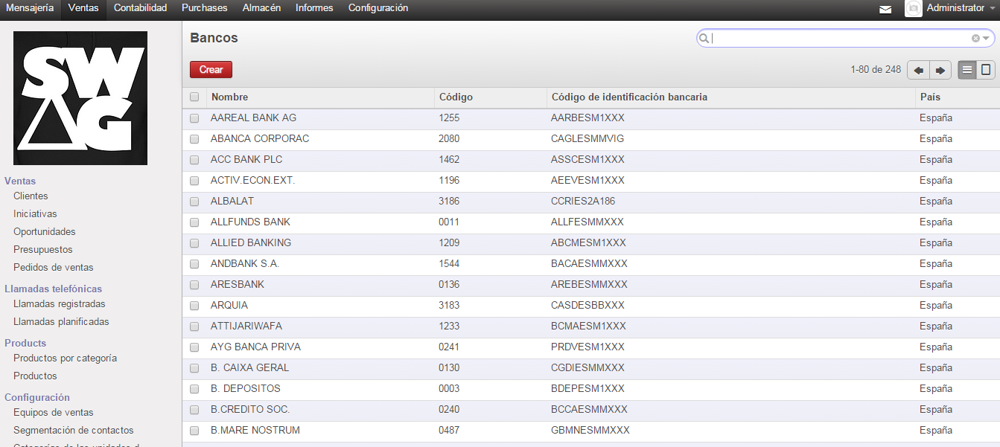 Mensajería Ventas Contabilidad Purchases Almacén Informes Configuración Administrator
SW
AG
Ventas
Clientes
Iniciativas
Oportunidades
Presupuestos
Pedidos de ventas
Llamadas telefónicas
Llamadas registradas
Llamadas planificadas
Products
Productos por categoría
Productos
Configuración
Equipos de ventas
Segmentación de contactos
Bancos
Crear 1-80 de 248
Nombre Código Código de identificación bancaria País
AAREAL BANK AG 1255 AARBESM1XXX España
ABANCA CORPORAC 2080 CAGLESMMVIG España
ACC BANK PLC 1462 ASSCESM1XXX España
ACTIV.ECON.EXT. 1196 AEEVESM1XXX España
ALBALAT 3186 CCRIES2A186 España
ALLFUNDS BANK 0011 ALLFESMMXXX España
ALLIED BANKING 1209 ABCMESM1XXX España
ANDBANK S.A. 1544 BACAESMMXXX España
ARESBANK 0136 AREBESMMXXX España
ARQUIA 3183 CASDESBBXXX España
ATTIJARIWAFA 1233 BCMAESM1XXX España
AYG BANCA PRIVA 0241 PRDVESM1XXX España
B. CAIXA GERAL 0130 CGDIESMMXXX España
B. DEPOSITOS 0003 BDEPESM1XXX España
B.CREDITO SOC. 0240 BCCAESMMXXX España
B.MARE NOSTRUM 0487 GBMNESMMXXX España